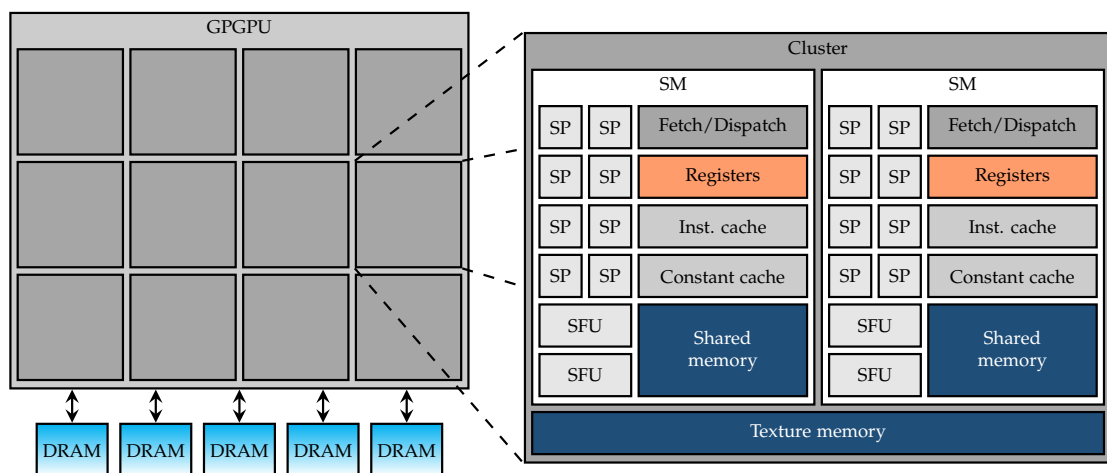 GPGPU
DRAM DRAM DRAM DRAM DRAM
Cluster
SM
SP SP Fetch/Dispatch
SP SP Registers
SP SP Inst. cache
SP SP Constant cache
SFU
SFU
Shared
memory
SM
SP SP Fetch/Dispatch
SP SP Registers
SP SP Inst. cache
SP SP Constant cache
SFU
SFU
Shared
memory
Texture memory